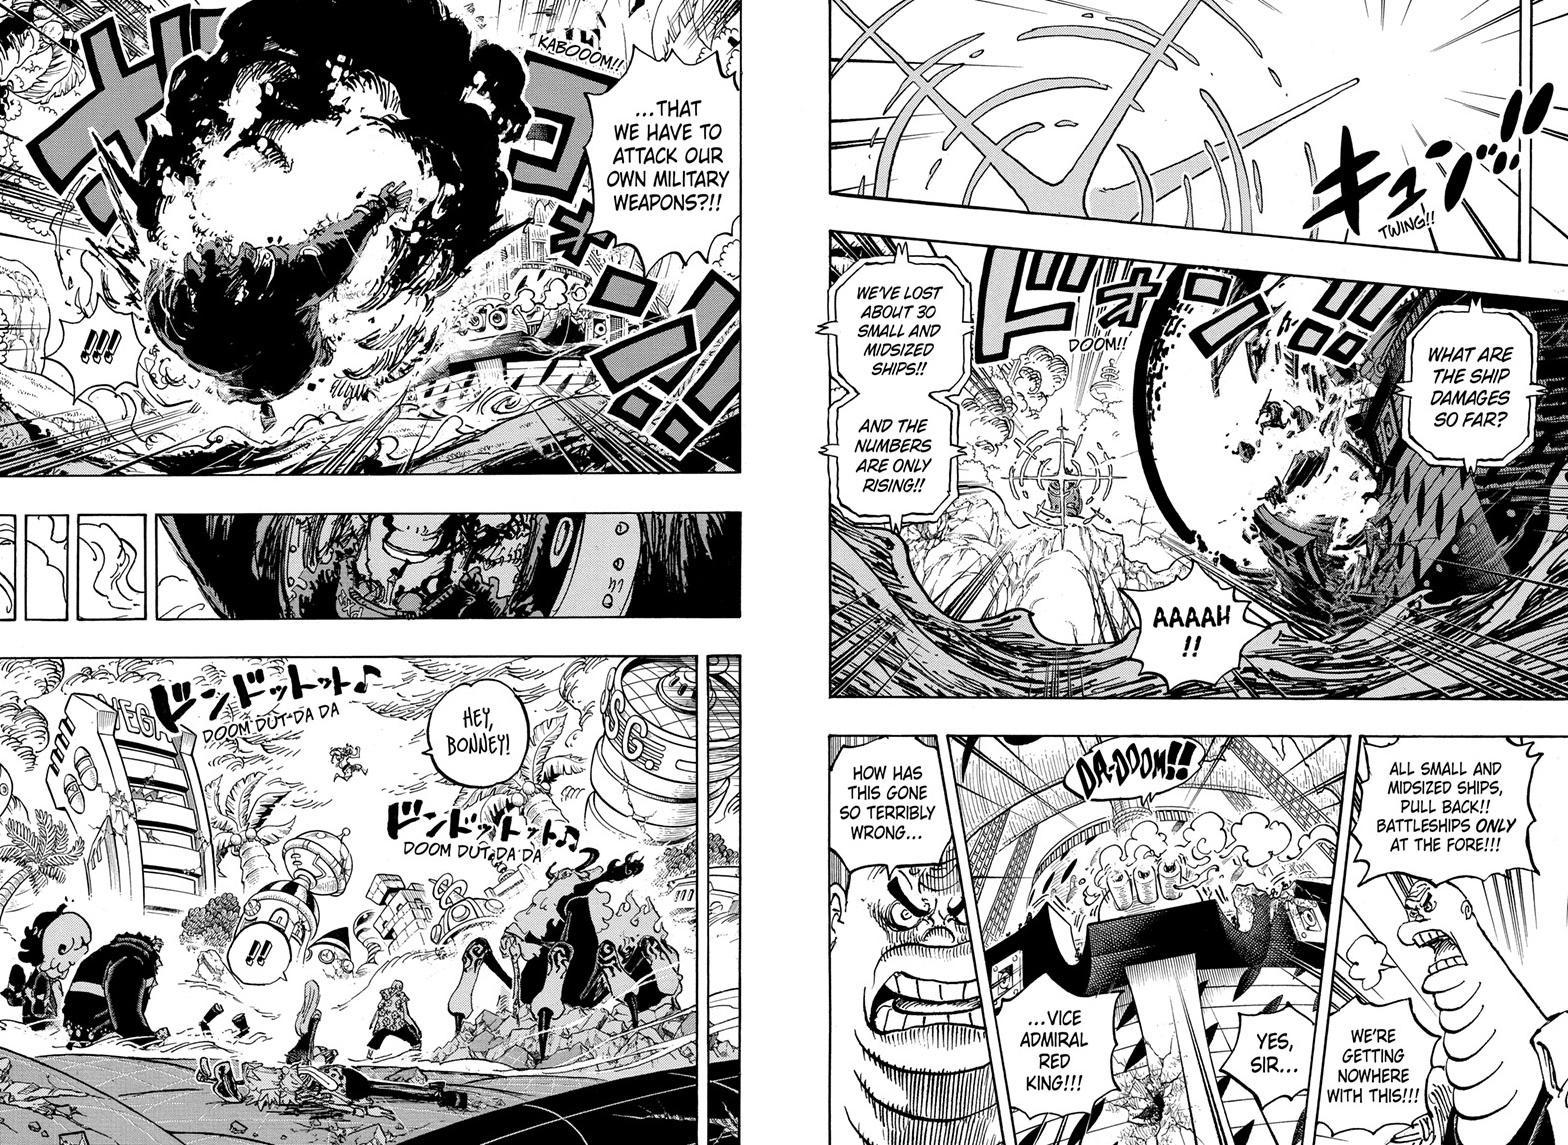 キュン!!
TWING!!
WHAT ARE
THE SHIP
DAMAGES
SO FAR?
ドォォン!!
DOOM!!
WE'VE LOST
ABOUT 30
SMALL AND
MIDSIZED
SHIPS!!
AND THE
NUMBERS
ARE ONLY
RISING!!
AAAAH
!!
ALL SMALL AND
MIDSIZED SHIPS,
PULL BACK!!
BATTLESHIPS ONLY
AT THE FORE!!!
WE'RE
GETTING
NOWHERE
WITH THIS!!!
DA-DOOM!!
YES,
SIR...
...VICE
ADMIRAL
RED
KING!!!
HOW HAS
THIS GONE
SO TERRIBLY
WRONG...
KABOOOM!!
...THAT
WE HAVE TO
ATTACK OUR
OWN MILITARY
WEAPONS?!!
!!!
ドンドットット♪
DOOM DUT DA DA
HEY,
BONNEY!
SG
VEGA
ドンドットット♪
DOOM DUT DA DA
!!